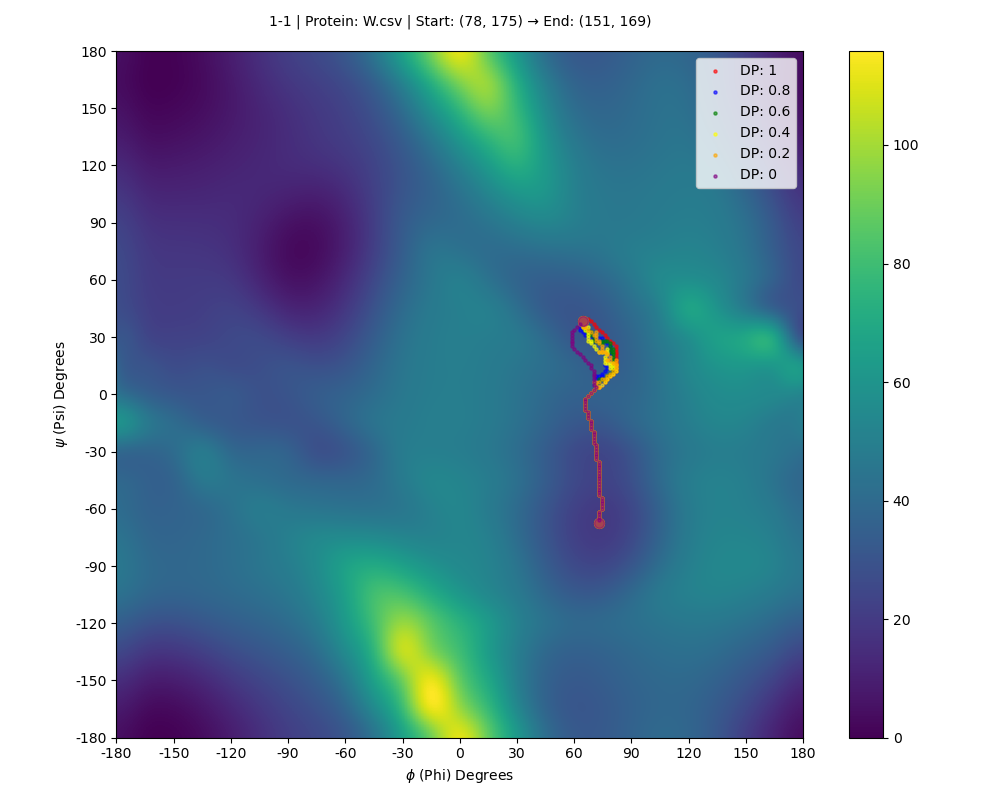 1-1 | Protein: W.csv | Start: (78, 175) → End: (151, 169)
DP: 1
DP: 0.8
DP: 0.6
DP: 0.4
DP: 0.2
DP: 0
180
150
120
90
60
30
0
-30
-60
-90
-120
-150
-180
ψ (Psi) Degrees
-180 -150 -120 -90 -60 -30 0 30 60 90 120 150 180
ϕ (Phi) Degrees
100
80
60
40
20
0